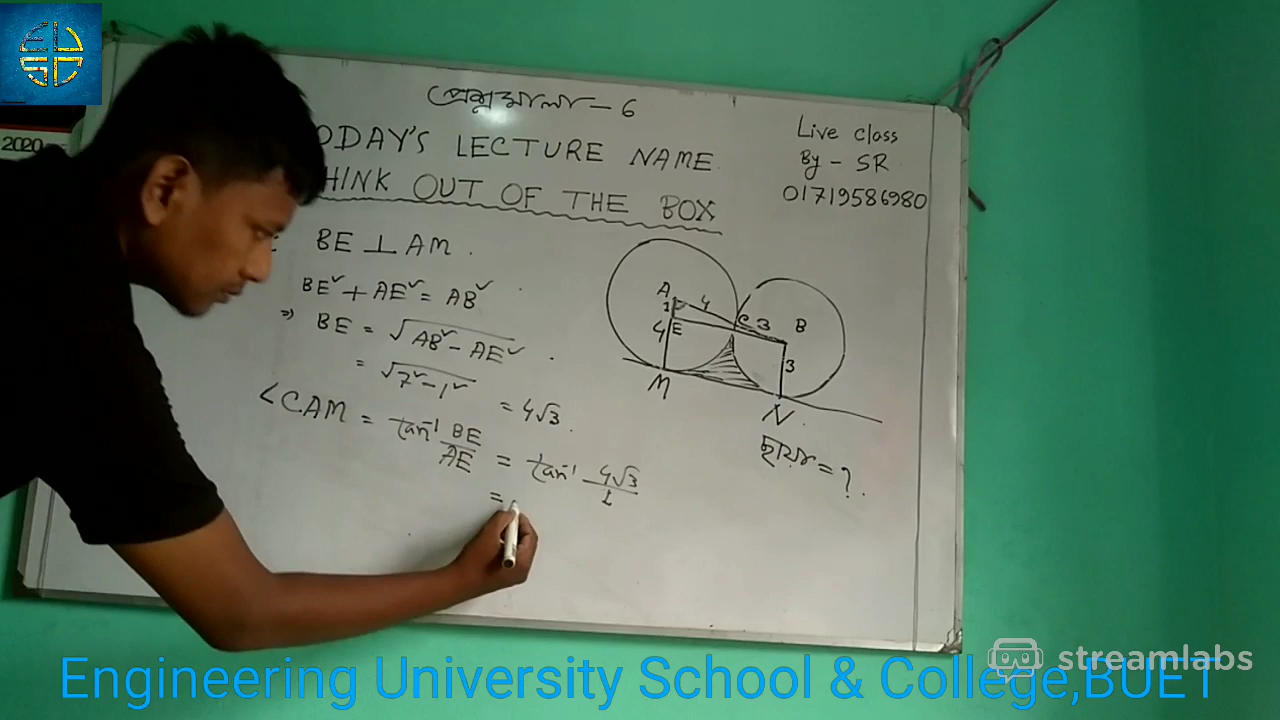 EUSC
2020
প্রশ্নমালা - 6
TODAY'S LECTURE NAME
THINK OUT OF THE BOX
Live class
By - SR
01719586980
BE ⊥ AM .
BE² + AE² = AB²
⇒ BE = √AB² - AE²
= √7² - 1²
= 4√3 .
∠CAM = tan⁻¹ BE/AE = tan⁻¹ 4√3/1
=
A
1
4
E
4
C
3
B
3
M
N
ছায়া = ?
streamlabs
Engineering University School & College,BUET